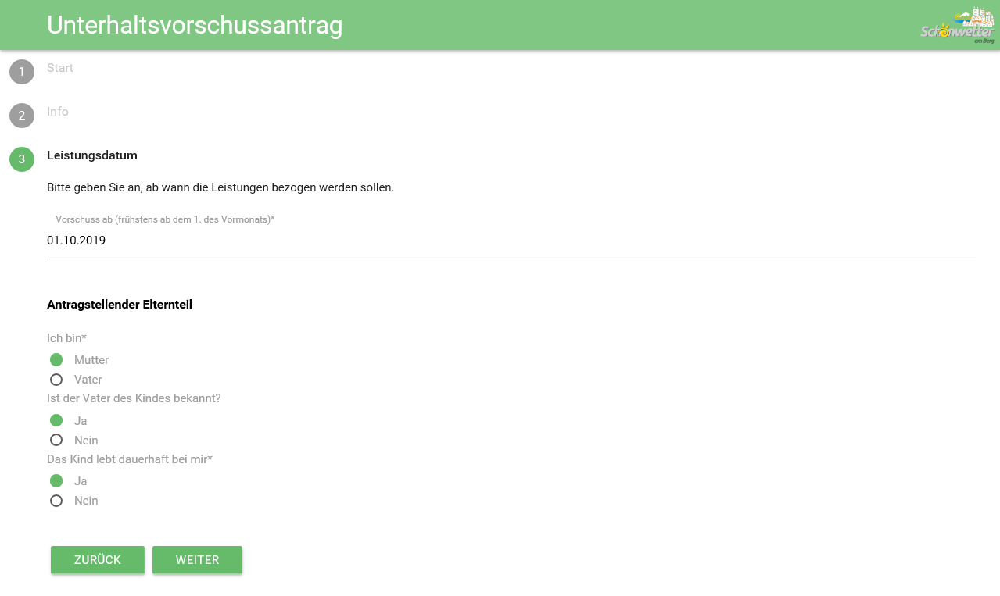 Unterhaltsvorschussantrag
Schönwetter
am Berg
1 Start
2 Info
3 Leistungsdatum
Bitte geben Sie an, ab wann die Leistungen bezogen werden sollen.
Vorschuss ab (frühstens ab dem 1. des Vormonats)*
01.10.2019
Antragstellender Elternteil
Ich bin*
Mutter
Vater
Ist der Vater des Kindes bekannt?
Ja
Nein
Das Kind lebt dauerhaft bei mir*
Ja
Nein
ZURÜCK WEITER